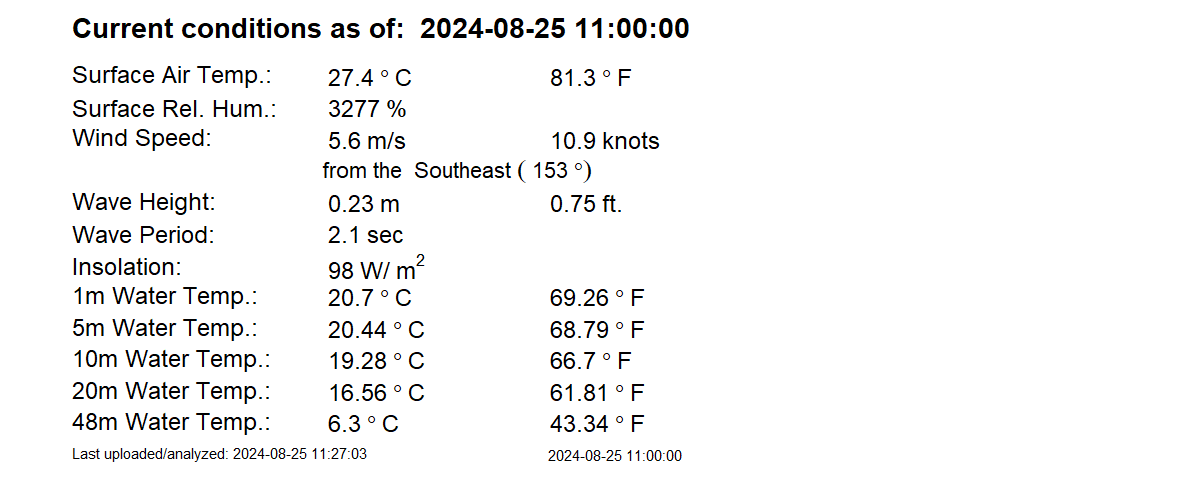 Current conditions as of: 2024-08-25 11:00:00
Surface Air Temp.: 27.4 ° C 81.3 ° F
Surface Rel. Hum.: 3277 %
Wind Speed: 5.6 m/s 10.9 knots
from the Southeast ( 153 °)
Wave Height: 0.23 m 0.75 ft.
Wave Period: 2.1 sec
Insolation: 98 W/ m²
1m Water Temp.: 20.7 ° C 69.26 ° F
5m Water Temp.: 20.44 ° C 68.79 ° F
10m Water Temp.: 19.28 ° C 66.7 ° F
20m Water Temp.: 16.56 ° C 61.81 ° F
48m Water Temp.: 6.3 ° C 43.34 ° F
Last uploaded/analyzed: 2024-08-25 11:27:03 2024-08-25 11:00:00